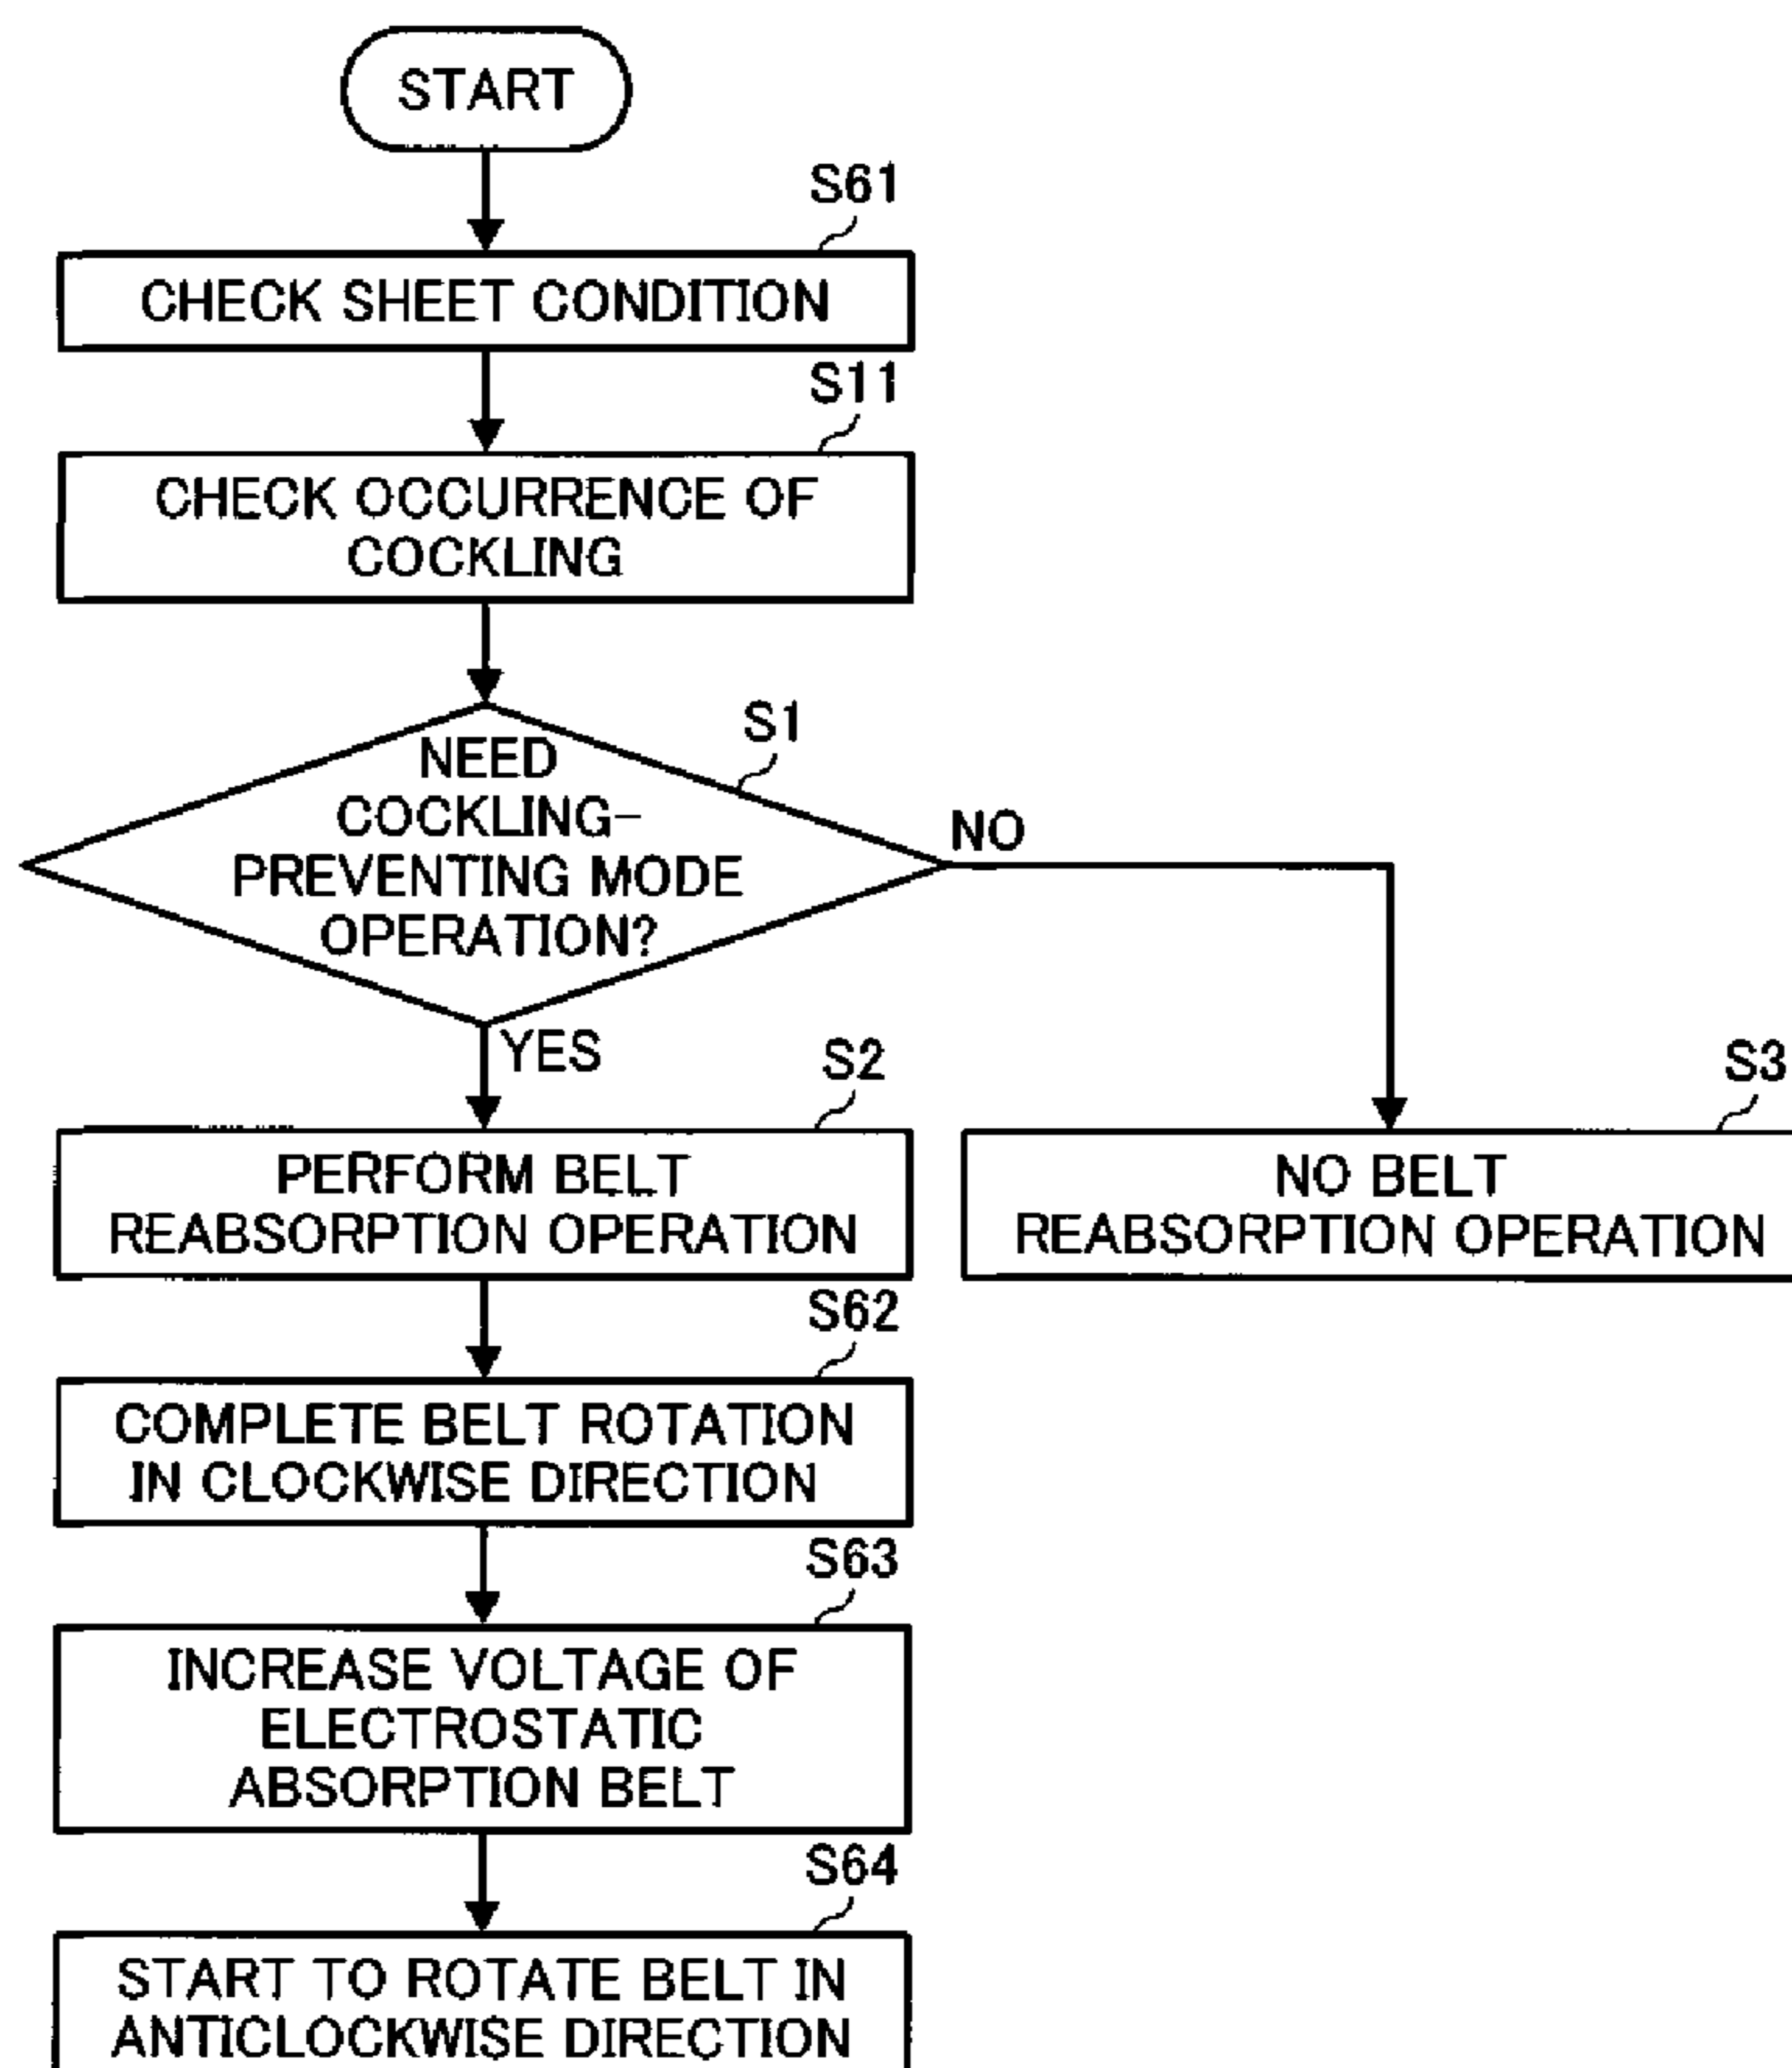 START
S61
CHECK SHEET CONDITION
S11
CHECK OCCURRENCE OF
COCKLING
S1
NEED
COCKLING-
PREVENTING MODE
OPERATION?
NO
YES
S2
PERFORM BELT
REABSORPTION OPERATION
S3
NO BELT
REABSORPTION OPERATION
S62
COMPLETE BELT ROTATION
IN CLOCKWISE DIRECTION
S63
INCREASE VOLTAGE OF
ELECTROSTATIC
ABSORPTION BELT
S64
START TO ROTATE BELT IN
ANTICLOCKWISE DIRECTION